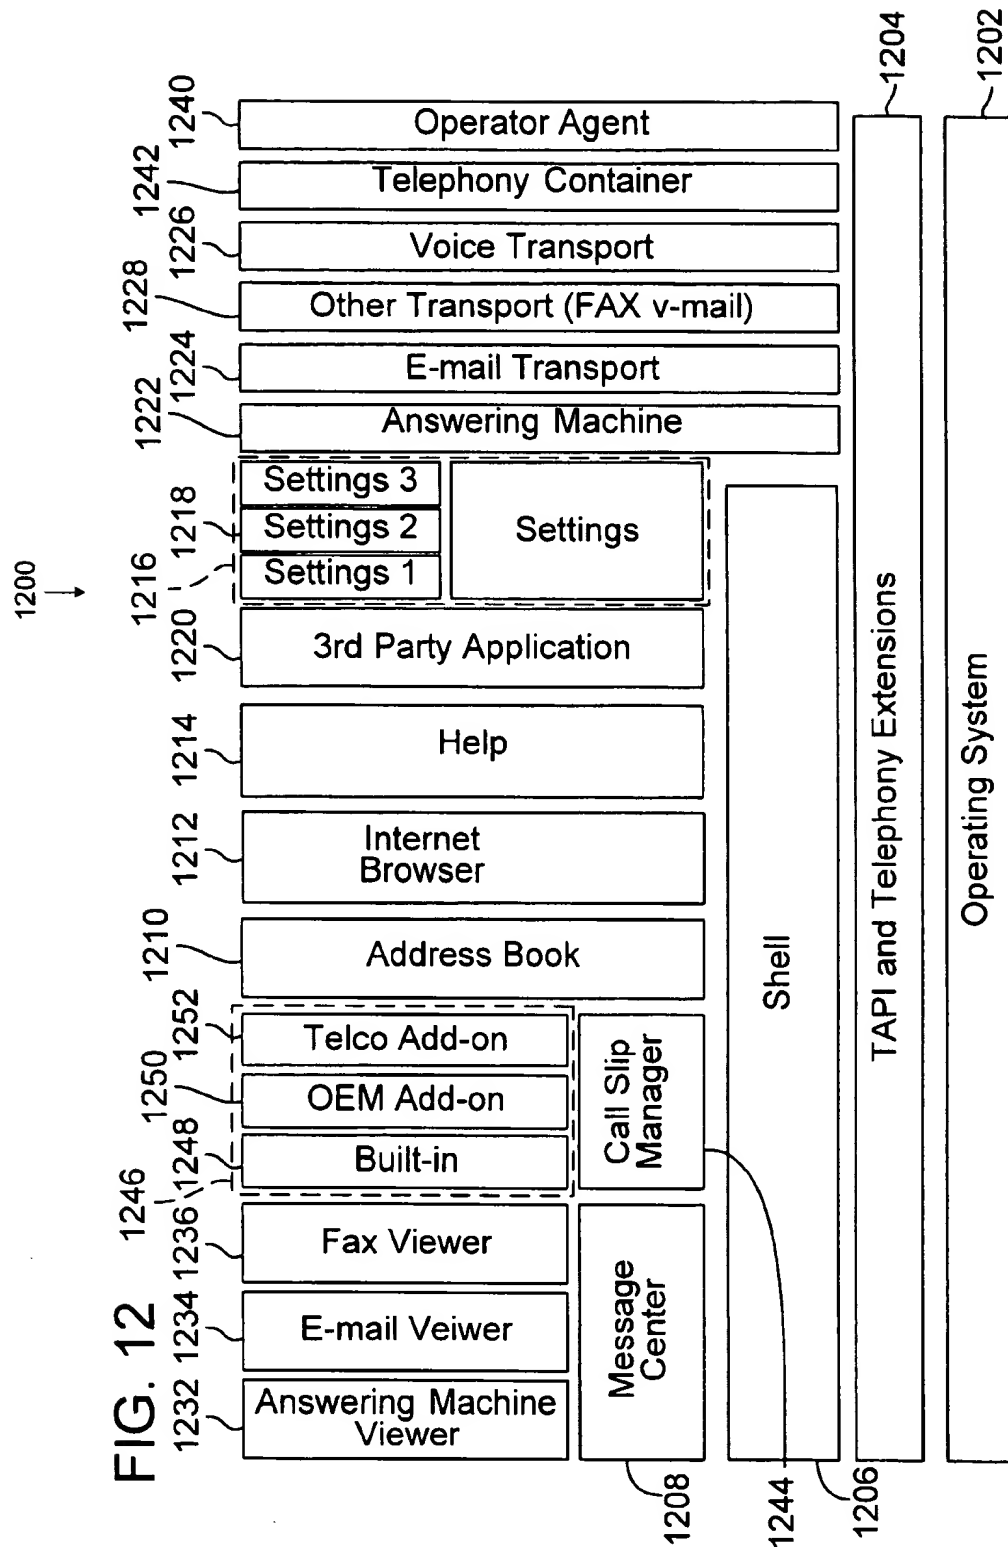 FIG. 12
1200
1232
1234
1236
1246
1248
1250
1252
1210
1212
1214
1220
1216
1218
1222
1224
1228
1226
1242
1240
Answering Machine
Viewer
E-mail Veiwer
Fax Viewer
Built-in
OEM Add-on
Telco Add-on
Address Book
Internet
Browser
Help
3rd Party Application
Settings 1
Settings 2
Settings 3
Settings
Answering Machine
E-mail Transport
Other Transport (FAX v-mail)
Voice Transport
Telephony Container
Operator Agent
Message
Center
Call Slip
Manager
1208
Shell
1244
1206
TAPI and Telephony Extensions
1204
Operating System
1202